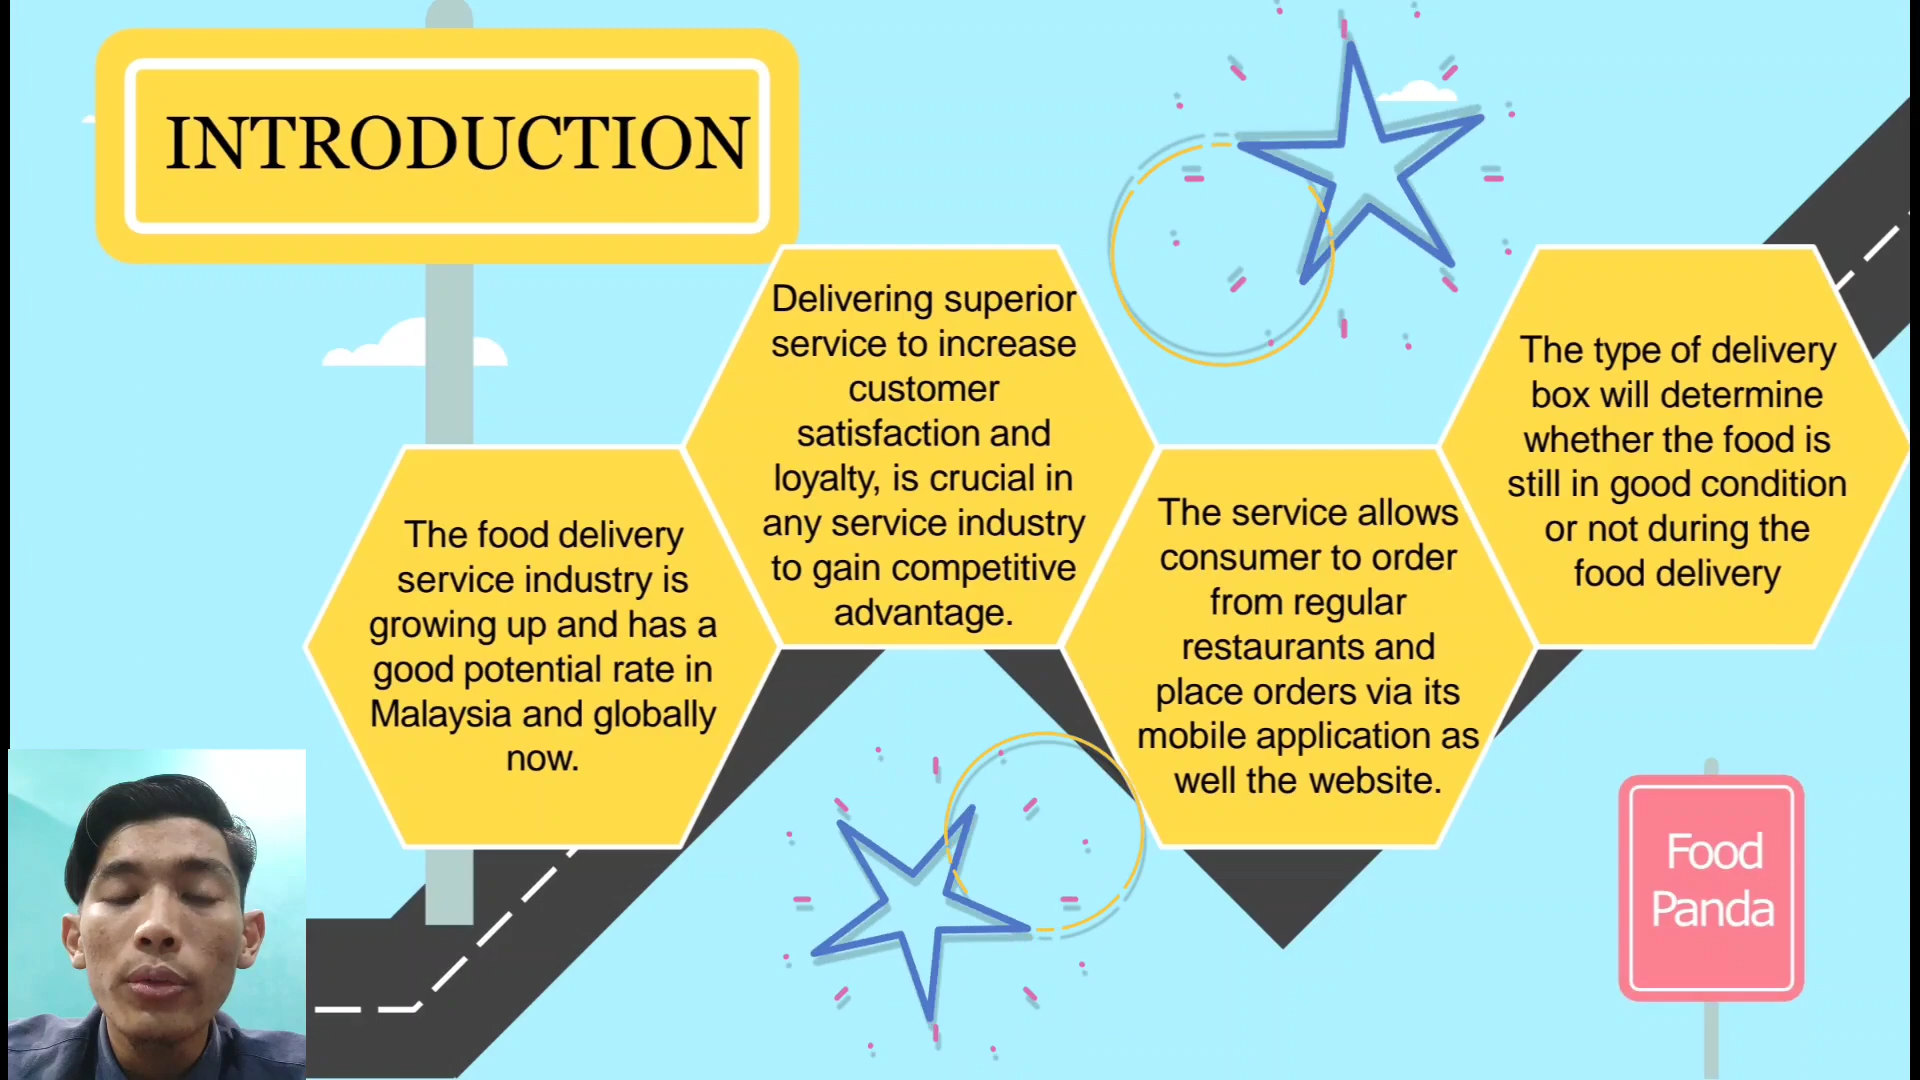 INTRODUCTION
The food delivery
service industry is
growing up and has a
good potential rate in
Malaysia and globally
now.
Delivering superior
service to increase
customer
satisfaction and
loyalty, is crucial in
any service industry
to gain competitive
advantage.
The service allows
consumer to order
from regular
restaurants and
place orders via its
mobile application as
well the website.
The type of delivery
box will determine
whether the food is
still in good condition
or not during the
food delivery
Food
Panda